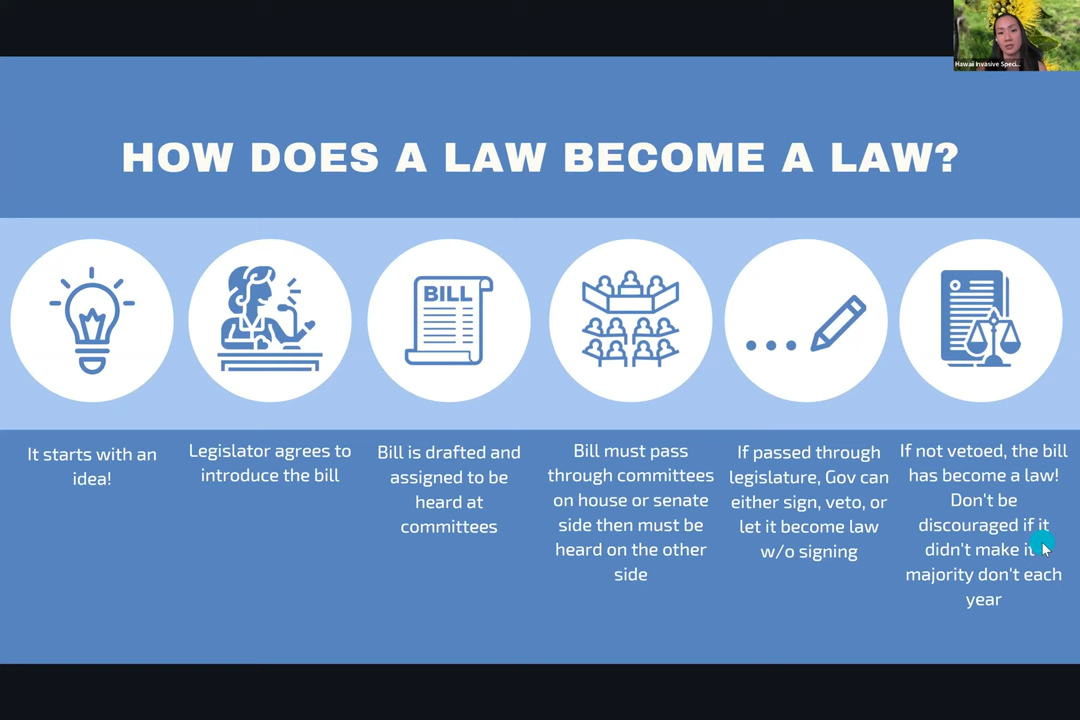 Hawaii Invasive Speci...
HOW DOES A LAW BECOME A LAW?
BILL
It starts with an
idea!
Legislator agrees to
introduce the bill
Bill is drafted and
assigned to be
heard at
committees
Bill must pass
through committees
on house or senate
side then must be
heard on the other
side
If passed through
legislature, Gov can
either sign, veto, or
let it become law
w/o signing
If not vetoed, the bill
has become a law!
Don't be
discouraged if it
didn't make it
majority don't each
year